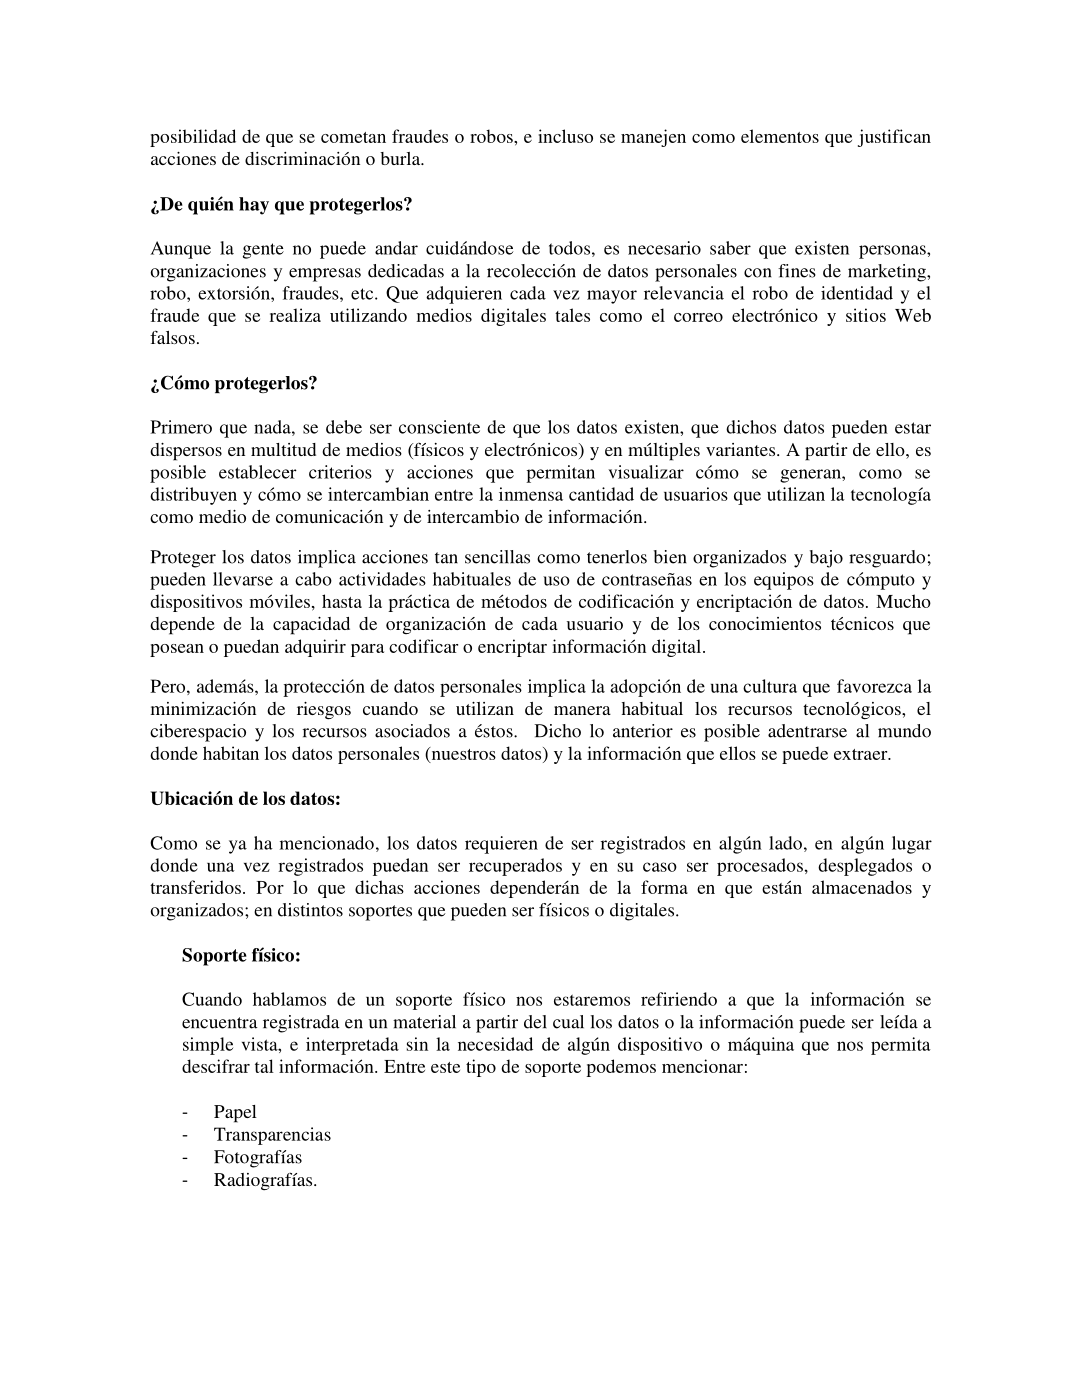 posibilidad de que se cometan fraudes o robos, e incluso se manejen como elementos que justifican
acciones de discriminación o burla.
¿De quién hay que protegerlos?
Aunque la gente no puede andar cuidándose de todos, es necesario saber que existen personas,
organizaciones y empresas dedicadas a la recolección de datos personales con fines de marketing,
robo, extorsión, fraudes, etc. Que adquieren cada vez mayor relevancia el robo de identidad y el
fraude que se realiza utilizando medios digitales tales como el correo electrónico y sitios Web
falsos.
¿Cómo protegerlos?
Primero que nada, se debe ser consciente de que los datos existen, que dichos datos pueden estar
dispersos en multitud de medios (físicos y electrónicos) y en múltiples variantes. A partir de ello, es
posible establecer criterios y acciones que permitan visualizar cómo se generan, como se
distribuyen y cómo se intercambian entre la inmensa cantidad de usuarios que utilizan la tecnología
como medio de comunicación y de intercambio de información.
Proteger los datos implica acciones tan sencillas como tenerlos bien organizados y bajo resguardo;
pueden llevarse a cabo actividades habituales de uso de contraseñas en los equipos de cómputo y
dispositivos móviles, hasta la práctica de métodos de codificación y encriptación de datos. Mucho
depende de la capacidad de organización de cada usuario y de los conocimientos técnicos que
posean o puedan adquirir para codificar o encriptar información digital.
Pero, además, la protección de datos personales implica la adopción de una cultura que favorezca la
minimización de riesgos cuando se utilizan de manera habitual los recursos tecnológicos, el
ciberespacio y los recursos asociados a éstos.  Dicho lo anterior es posible adentrarse al mundo
donde habitan los datos personales (nuestros datos) y la información que ellos se puede extraer.
Ubicación de los datos:
Como se ya ha mencionado, los datos requieren de ser registrados en algún lado, en algún lugar
donde una vez registrados puedan ser recuperados y en su caso ser procesados, desplegados o
transferidos. Por lo que dichas acciones dependerán de la forma en que están almacenados y
organizados; en distintos soportes que pueden ser físicos o digitales.
Soporte físico:
Cuando hablamos de un soporte físico nos estaremos refiriendo a que la información se
encuentra registrada en un material a partir del cual los datos o la información puede ser leída a
simple vista, e interpretada sin la necesidad de algún dispositivo o máquina que nos permita
descifrar tal información. Entre este tipo de soporte podemos mencionar:
- Papel
- Transparencias
- Fotografías
- Radiografías.